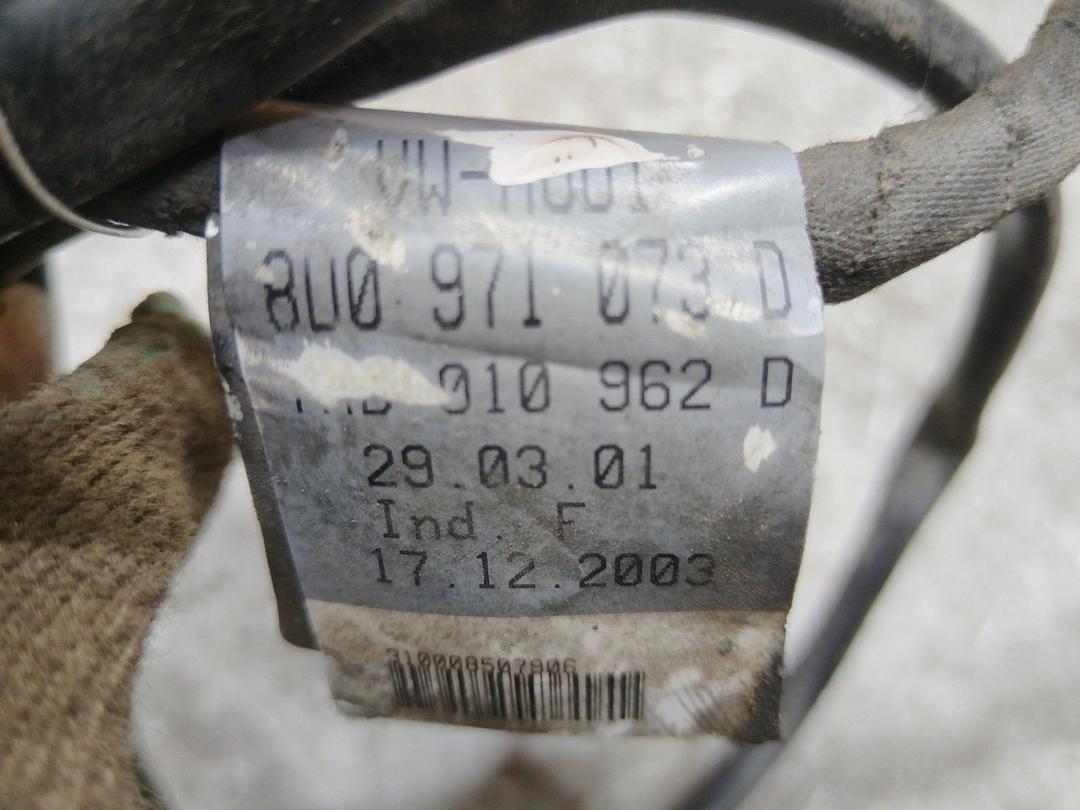 8U0 971 073 D
010 962 D
29.03.01
Ind. F
17.12.2003
310008507906